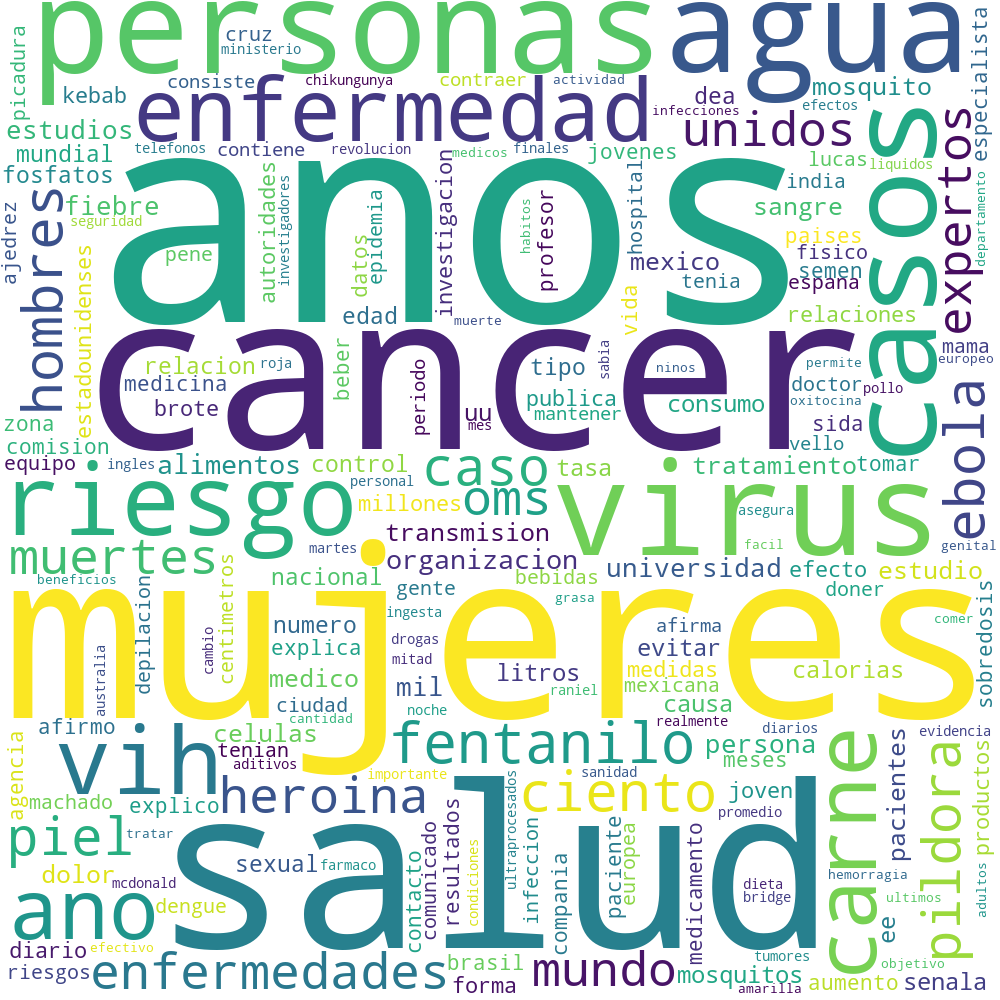 personas
agua
cruz
ministerio
picadura
kebab
consiste
chikungunya
contraer
actividad
dea
mosquito
especialista
enfermedad
infecciones
efectos
unidos
estudios
mundial
fosfatos
telefonos
contiene
revolucion
medicos
finales
jovenes
lucas
liquidos
casos
expertos
departamento
anos
india
fiebre
seguridad
hombres
ajedrez
estadounidenses
autoridades
investigadores
pene
datos
epidemia
investigacion
habitos
profesor
hospital
sangre
paises
mexico
fisico
semen
tenia
españa
vida
relaciones
edad
muerte
cancer
mama
europeo
relacion
roja
medicina
brote
beber
periodo
uu
mes
tipo
publica
mantener
sabia
ninos
consumo
permite
doctor
pollo
oxitocina
sida
vello
zona
comision
equipo
ingles
alimentos
control
personal
caso
tasa
tratamiento
tomar
ebola
genital
riesgo
millones
oms
virus
asegura
facil
transmision
organizacion
martes
muertes
beneficios
nacional
gente
bebidas
universidad
efecto
estudio
doner
grasa
ingesta
mujeres
comer
sobredosis
depilacion
centimetros
cambio
australia
numero
explica
drogas
mitad
afirma
evitar
litros
medidas
calorias
medico
mil
raniel
mexicana
ciudad
cantidad
noche
causa
realmente
afirmo
celulas
diarios
evidencia
vih
tenian
aditivos
fentanilo
persona
meses
agencia
importante
sanidad
carne
pacientes
pildora
productos
machado
explico
heroina
ciento
joven
promedio
piel
tratar
salud
sexual
farmaco
contacto
comunicado
resultados
condiciones
ultraprocesados
infeccion
compania
paciente
europea
medicamento
dieta
bridge
hemorragia
dolor
mcdonald
ultimos
adultos
ano
dengue
ee
diario
efectivo
tumores
objetivo
riesgos
enfermedades
brasil
forma
mundo
mosquitos
amarilla
aumento
senala